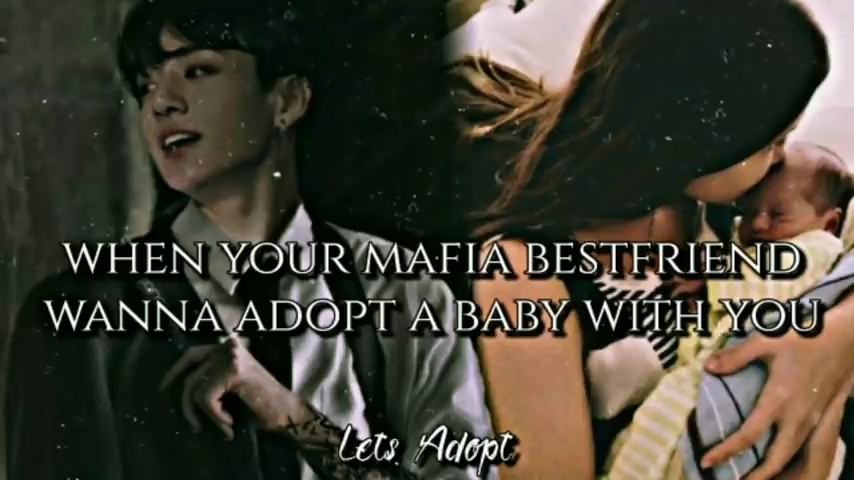 WHEN YOUR MAFIA BESTFRIEND
WANNA ADOPT A BABY WITH YOU
Lets Adopt